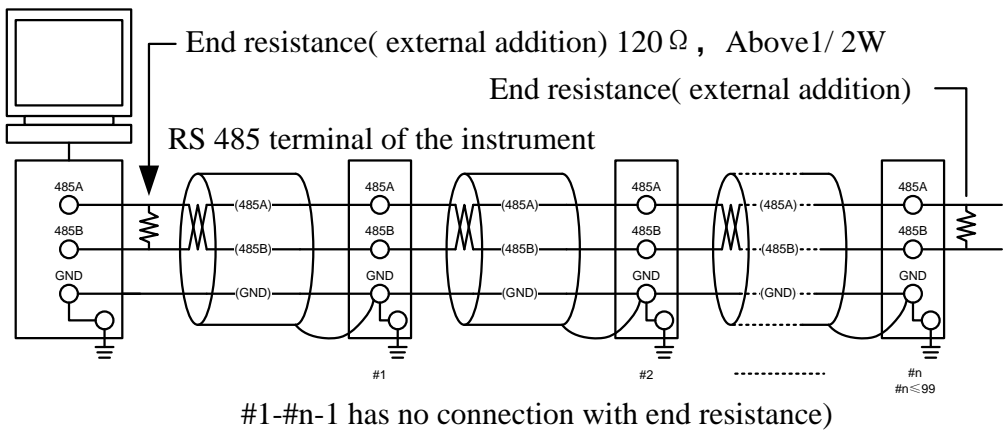 End resistance( external addition) 120Ω，Above1/ 2W
End resistance( external addition)
RS 485 terminal of the instrument
485A (485A) 485A (485A) 485A (485A) 485A
485B (485B) 485B (485B) 485B (485B) 485B
GND (GND) GND (GND) GND (GND) GND
#1 #2 #n
#n≤99
#1-#n-1 has no connection with end resistance)